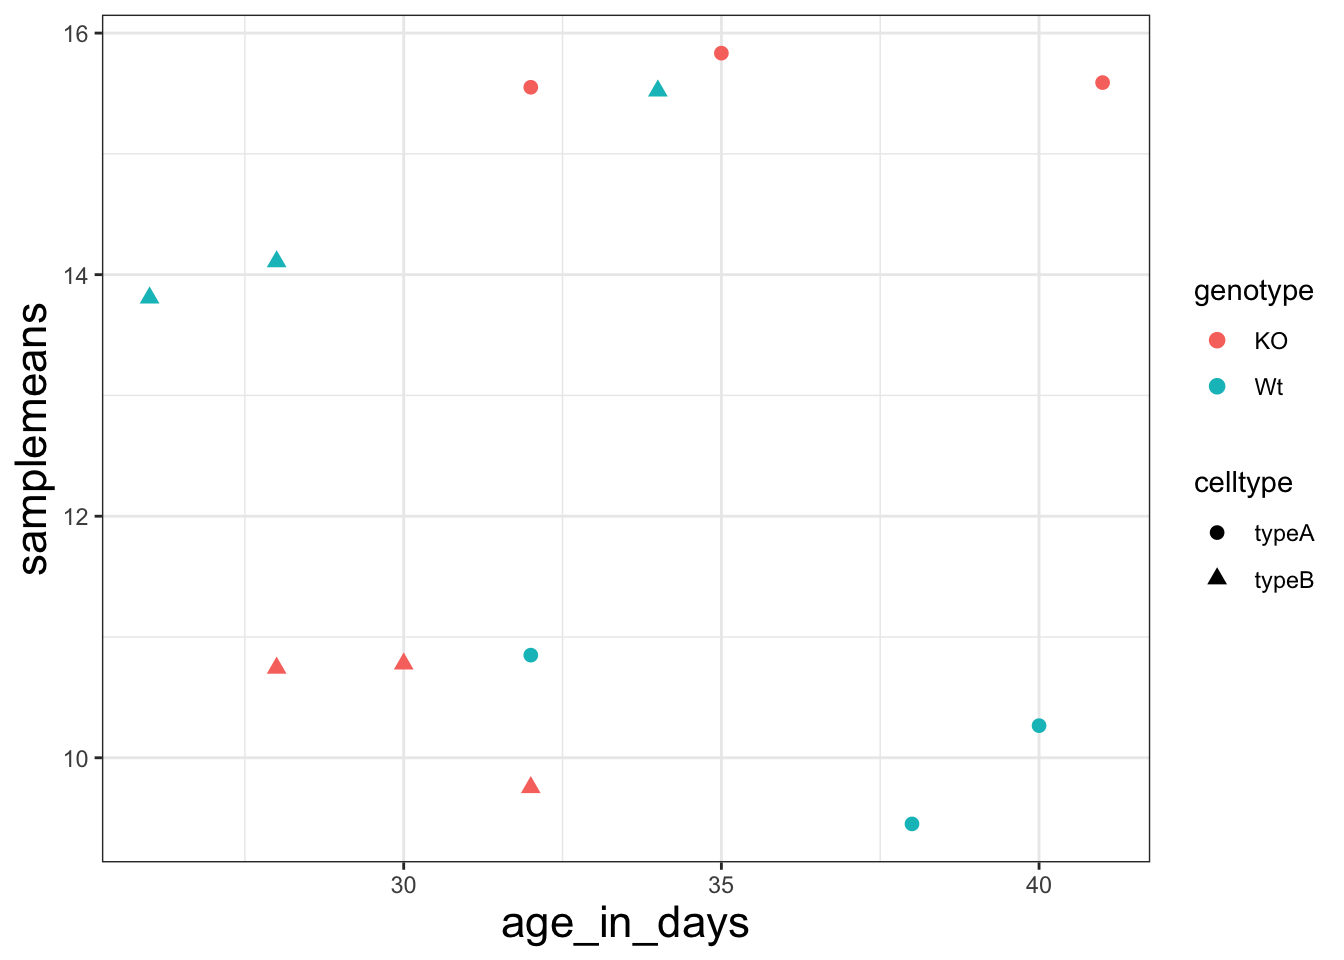 samplemeans
16
14
12
10
30 35 40
age_in_days
genotype
KO
Wt
celltype
typeA
typeB